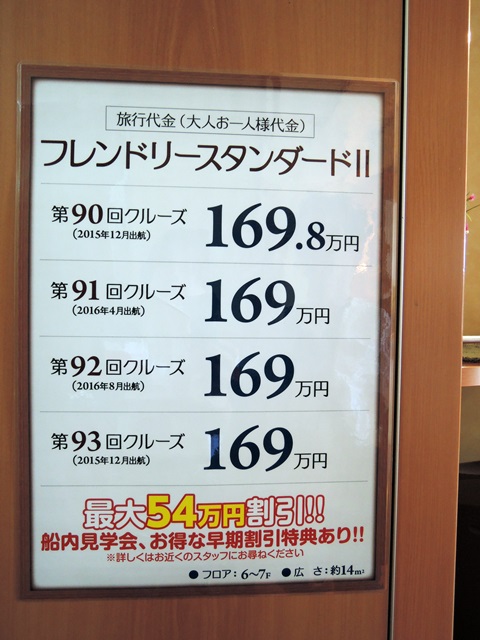 旅行代金(大人お一人様代金)
フレンドリースタンダードII
第90回クルーズ 169.8万円
(2015年12月出航)
第91回クルーズ 169万円
(2016年4月出航)
第92回クルーズ 169万円
(2016年8月出航)
第93回クルーズ 169万円
(2015年12月出航)
最大54万円割引!!
船内見学会、お得な早期割引特典あり!!
※詳しくはお近くのスタッフにお尋ねください
●フロア:6〜7F ●広さ:約14m²